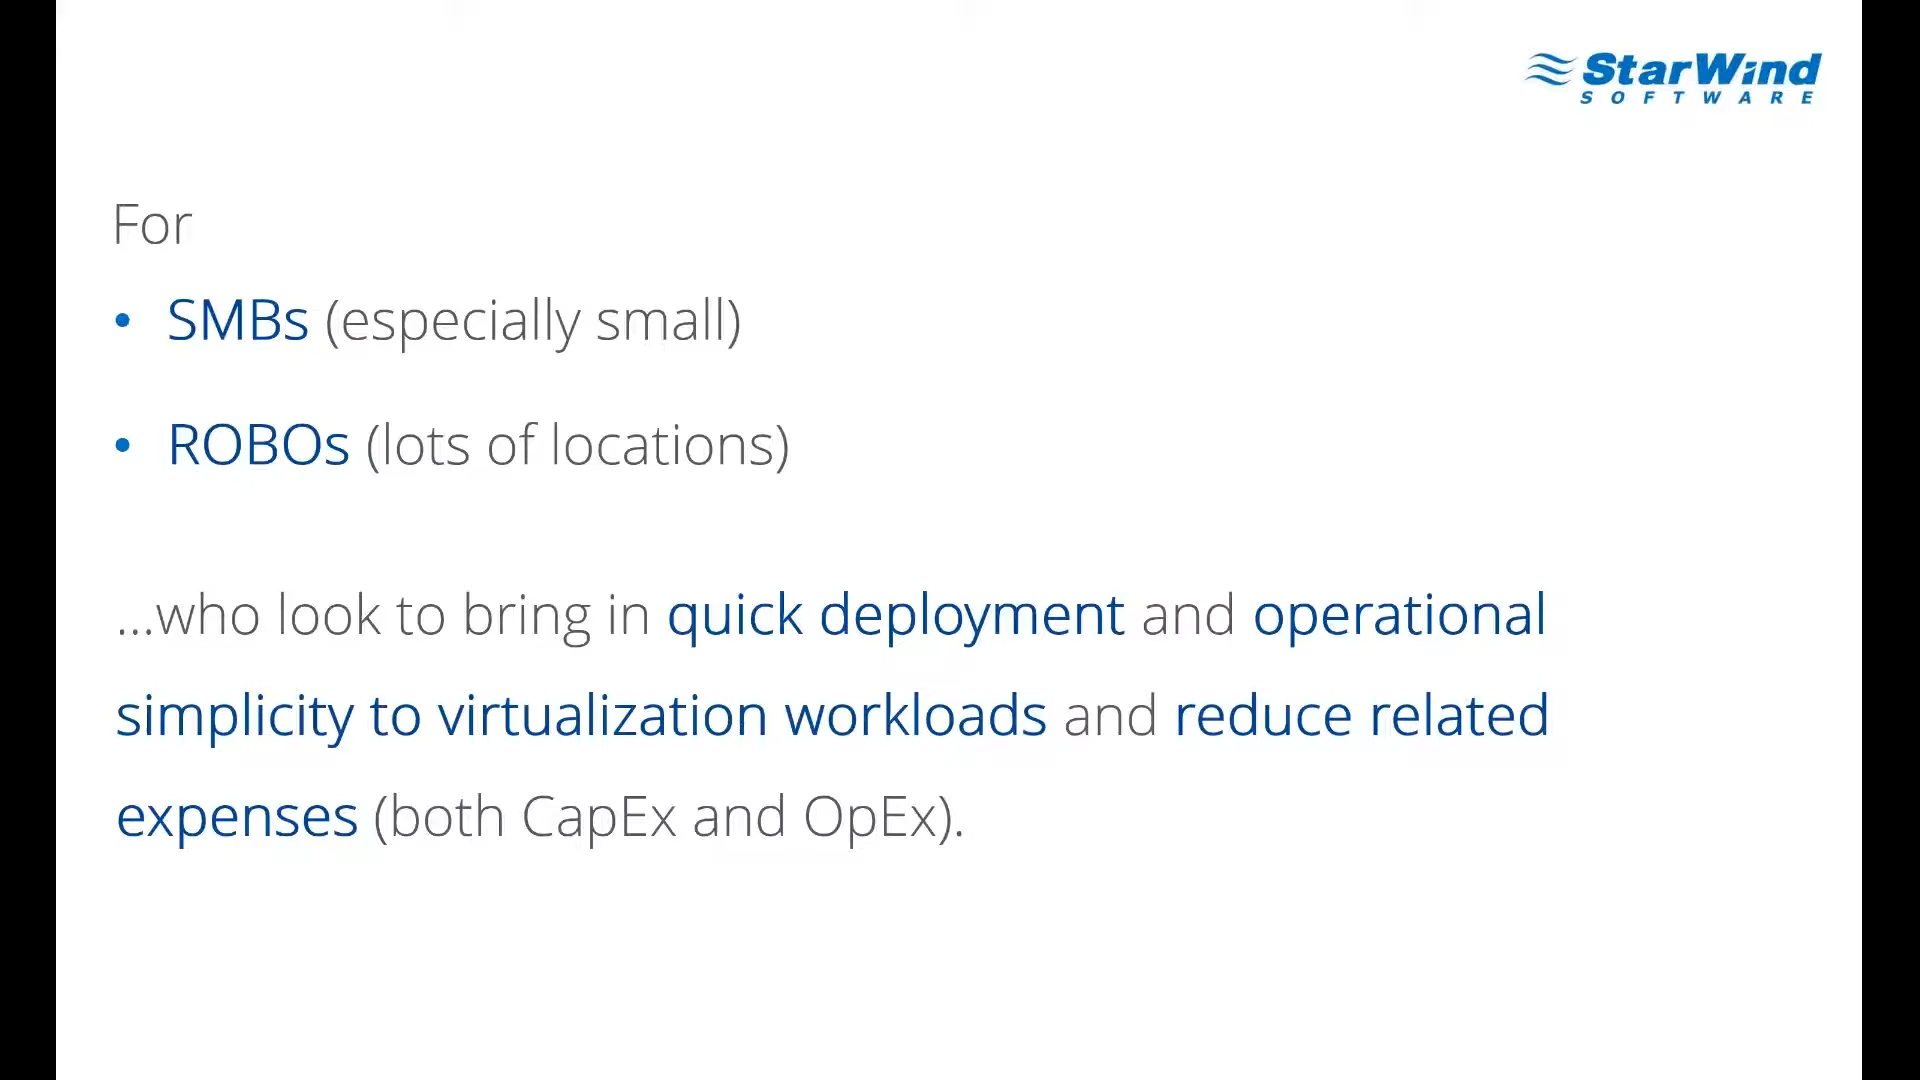 StarWind
SOFTWARE
For
• SMBs (especially small)
• ROBOs (lots of locations)
...who look to bring in quick deployment and operational
simplicity to virtualization workloads and reduce related
expenses (both CapEx and OpEx).